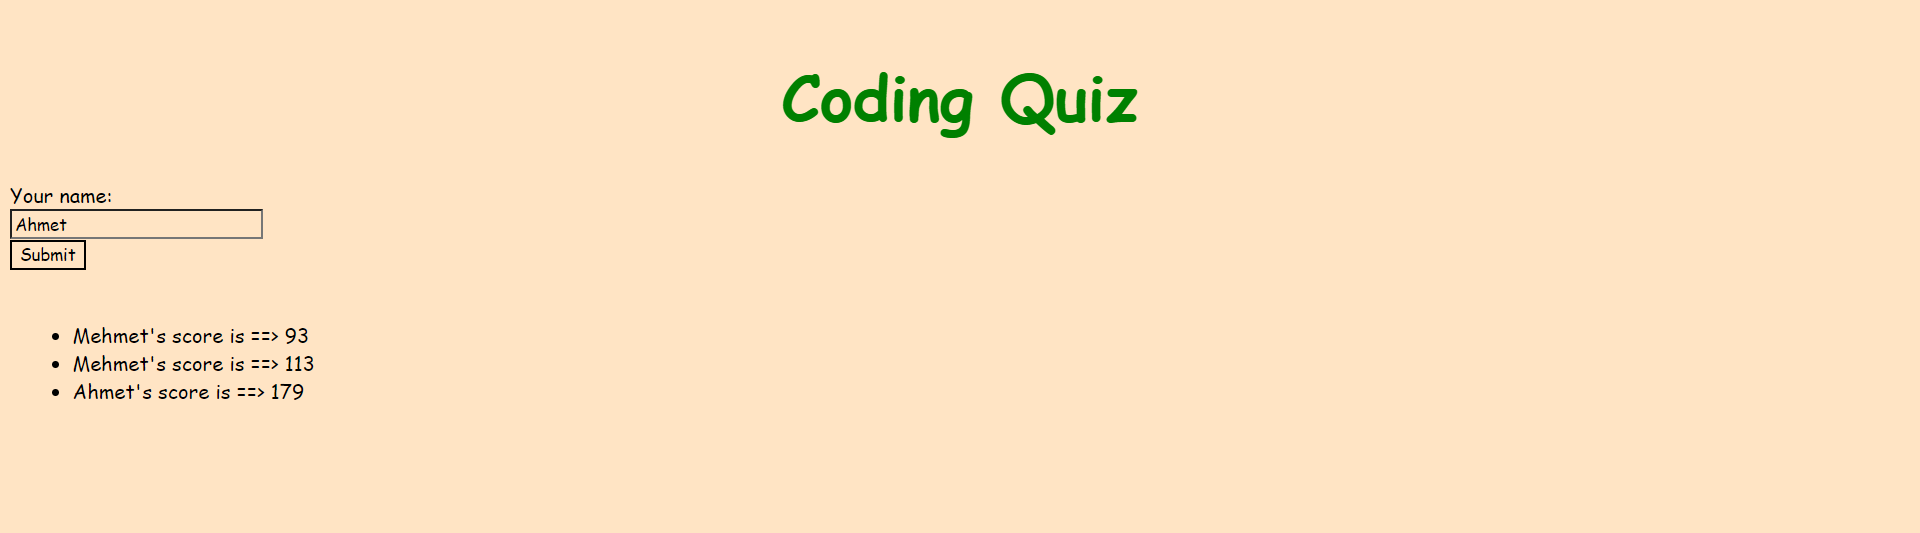 Coding Quiz
Your name:
Ahmet
Submit
Mehmet's score is ==> 93
Mehmet's score is ==> 113
Ahmet's score is ==> 179